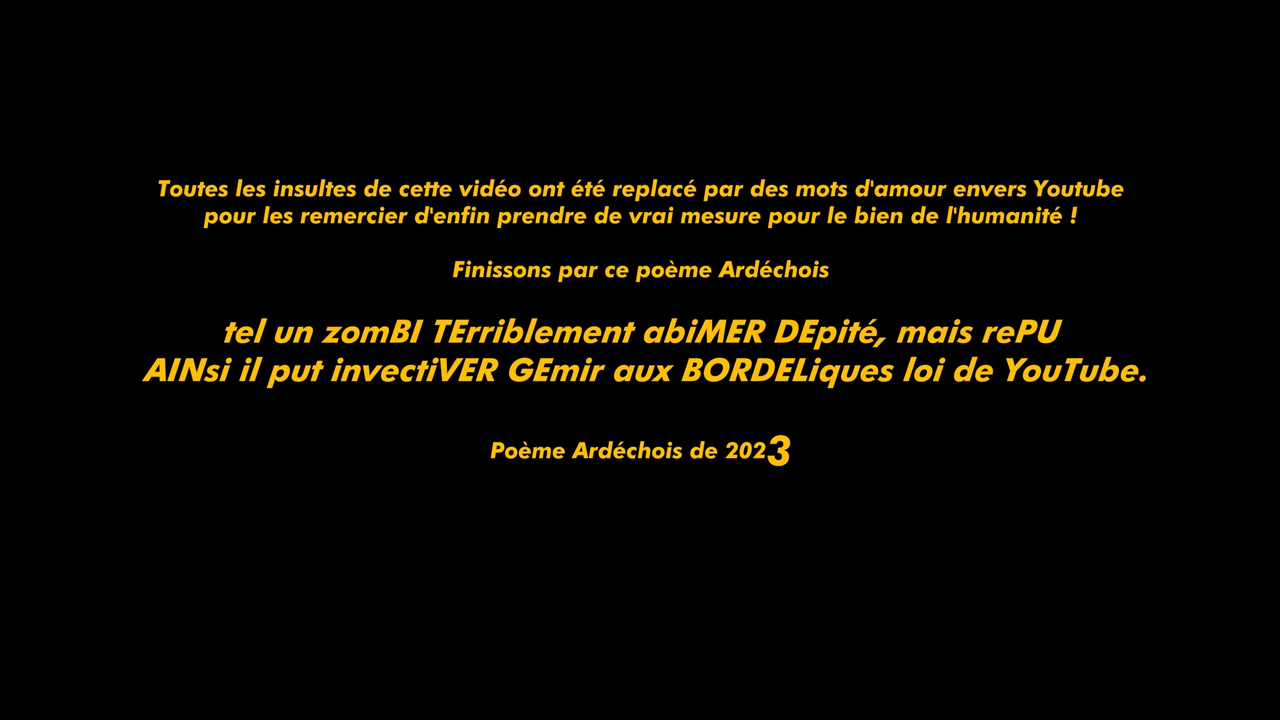 Toutes les insultes de cette vidéo ont été replacé par des mots d'amour envers Youtube
pour les remercier d'enfin prendre de vrai mesure pour le bien de l'humanité !
Finissons par ce poème Ardéchois
tel un zomBI TErriblement abiMER DEpité, mais rePU
AINsi il put invectiVER GEmir aux BORDELiques loi de YouTube.
Poème Ardéchois de 2023